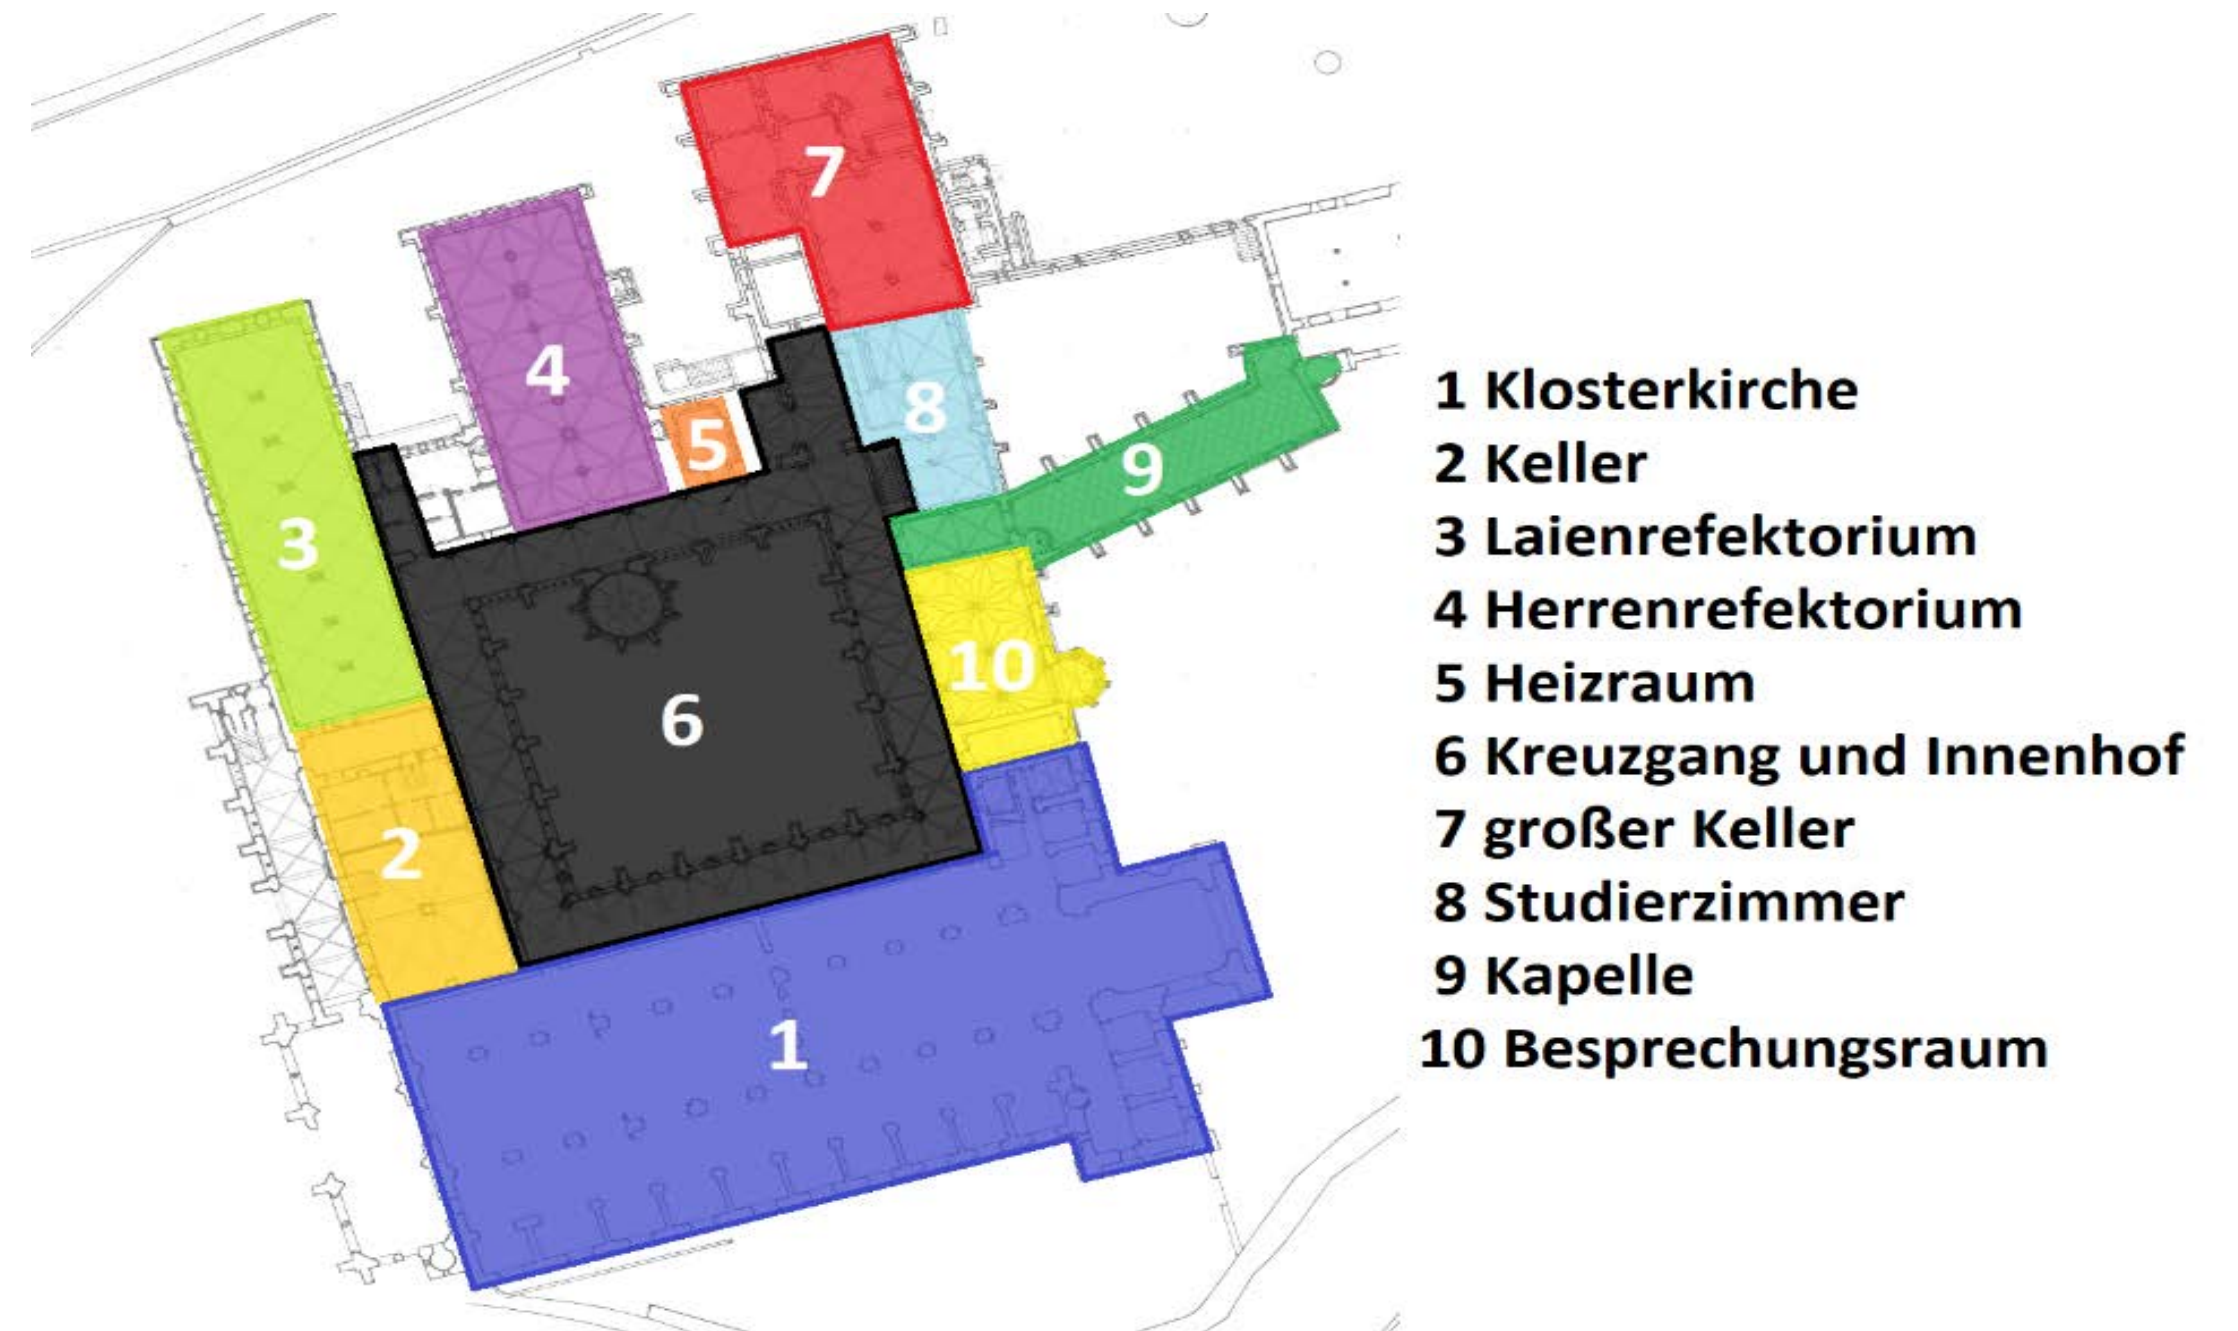 7
4
8
5
9
3
10
6
2
1
1 Klosterkirche
2 Keller
3 Laienrefektorium
4 Herrenrefektorium
5 Heizraum
6 Kreuzgang und Innenhof
7 großer Keller
8 Studierzimmer
9 Kapelle
10 Besprechungsraum